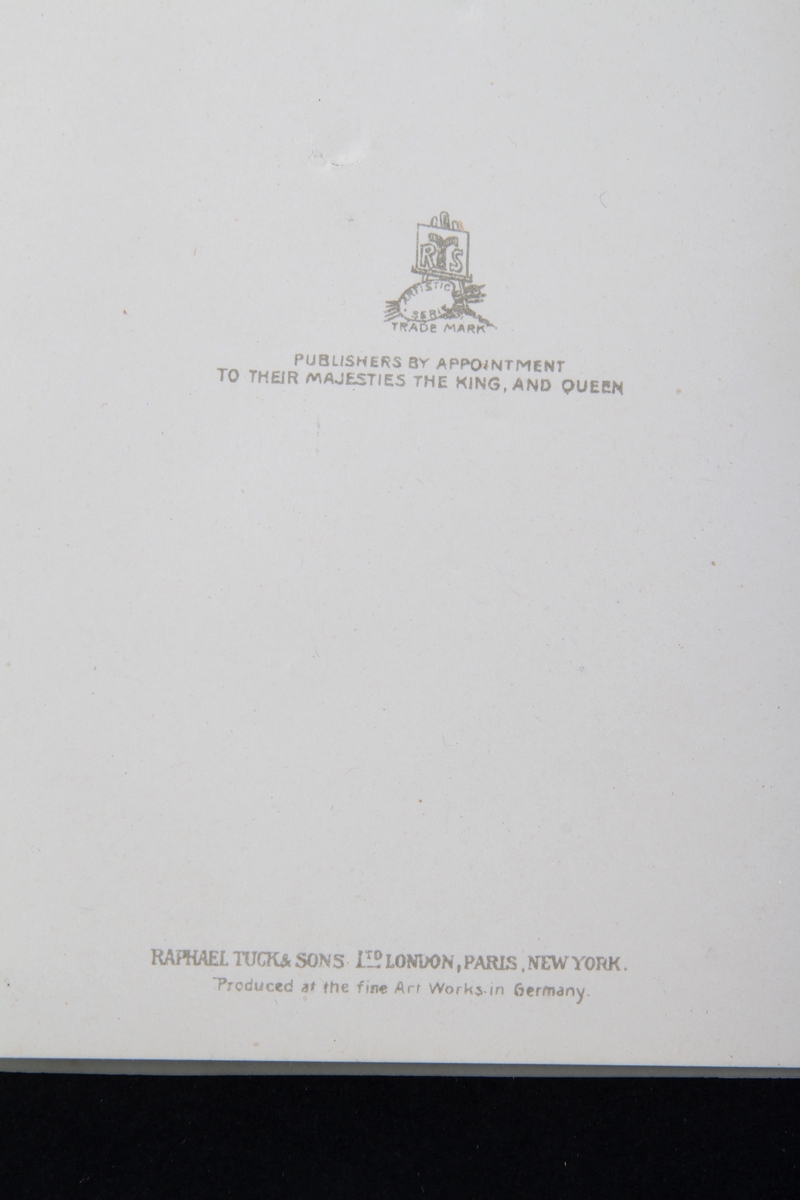 RTS
ARTISTIC
SERI
TRADE MARK
PUBLISHERS BY APPOINTMENT
TO THEIR MAJESTIES THE KING, AND QUEEN
RAPHAEL TUCK & SONS LTD LONDON, PARIS, NEW YORK.
Produced at the fine Art Works in Germany.